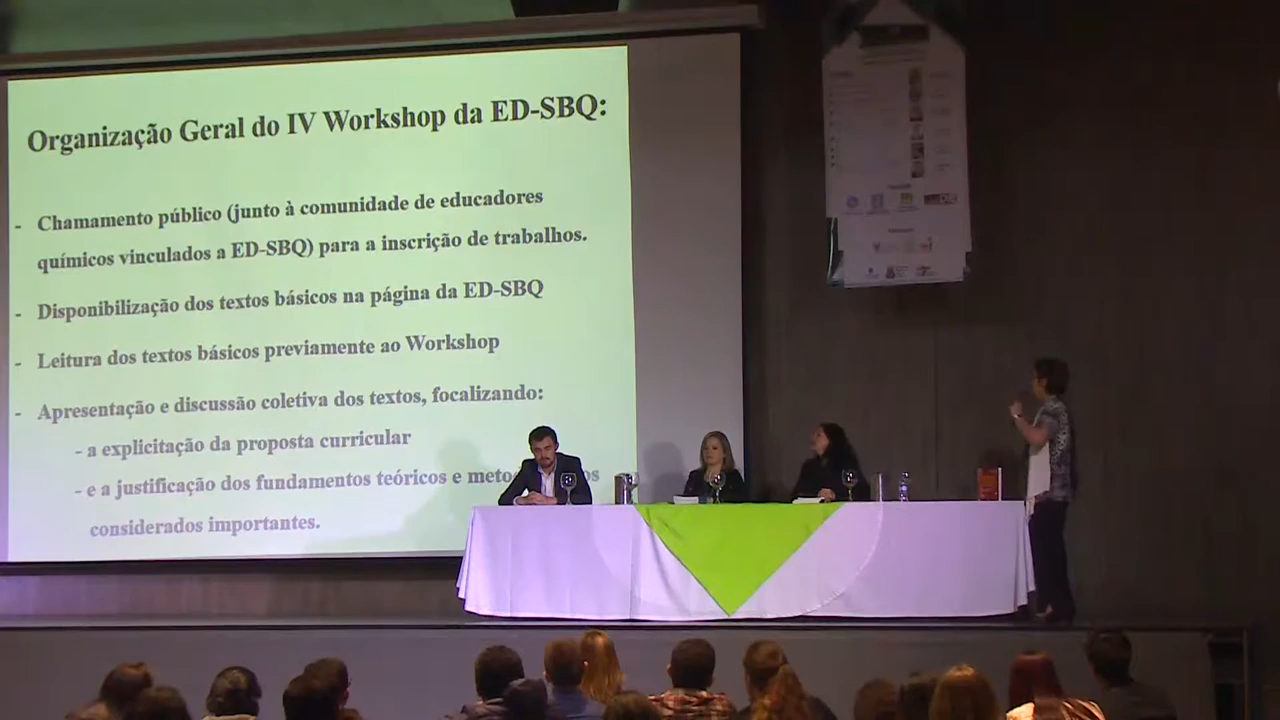 Organização Geral do IV Workshop da ED-SBQ:
- Chamamento público (junto à comunidade de educadores
químicos vinculados a ED-SBQ) para a inscrição de trabalhos.
- Disponibilização dos textos básicos na página da ED-SBQ
- Leitura dos textos básicos previamente ao Workshop
- Apresentação e discussão coletiva dos textos, focalizando:
- a explicitação da proposta curricular
- e a justificação dos fundamentos teóricos e
considerados importantes.